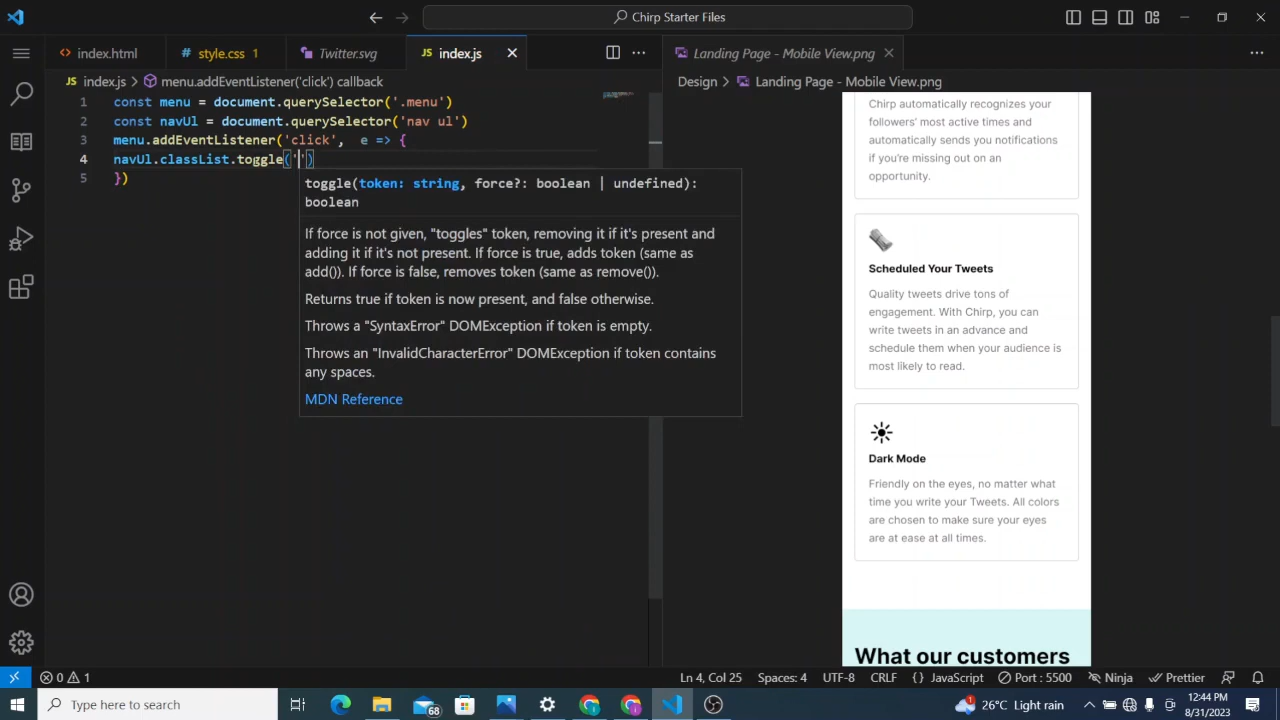 Chirp Starter Files
index.html
style.css 1
Twitter.svg
JS index.js
Landing Page - Mobile View.png
JS index.js > menu.addEventListener('click') callback
Design > Landing Page - Mobile View.png
1 const menu = document.querySelector('.menu')
2 const navUl = document.querySelector('nav ul')
3 menu.addEventListener('click', e => {
4 navUl.classList.toggle('')
5 })
toggle(token: string, force?: boolean | undefined):
boolean
If force is not given, "toggles" token, removing it if it's present and
adding it if it's not present. If force is true, adds token (same as
add()). If force is false, removes token (same as remove()).
Returns true if token is now present, and false otherwise.
Throws a "SyntaxError" DOMException if token is empty.
Throws an "InvalidCharacterError" DOMException if token contains
any spaces.
MDN Reference
Chirp automatically recognizes your
followers' most active times and
automatically sends you notifications
if you're missing out on an
opportunity.
Scheduled Your Tweets
Quality tweets drive tons of
engagement. With Chirp, you can
write tweets in an advance and
schedule them when your audience is
most likely to read.
Dark Mode
Friendly on the eyes, no matter what
time you write your Tweets. All colors
are chosen to make sure your eyes
are at ease at all times.
What our customers
0 1
Ln 4, Col 25
Spaces: 4
UTF-8
CRLF
{ } JavaScript
Port : 5500
Ninja
Prettier
Type here to search
68
1
26°C Light rain
12:44 PM
8/31/2023